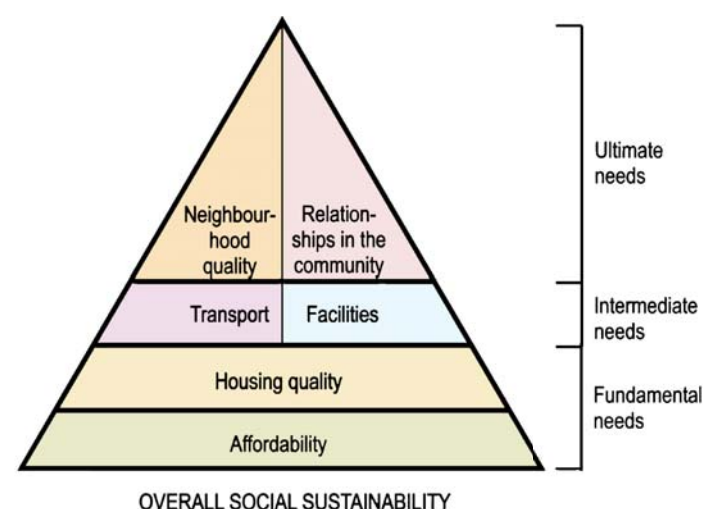 Neighbour-
hood
quality
Relation-
ships in the
community
Ultimate
needs
Transport
Facilities
Intermediate
needs
Housing quality
Affordability
Fundamental
needs
OVERALL SOCIAL SUSTAINABILITY